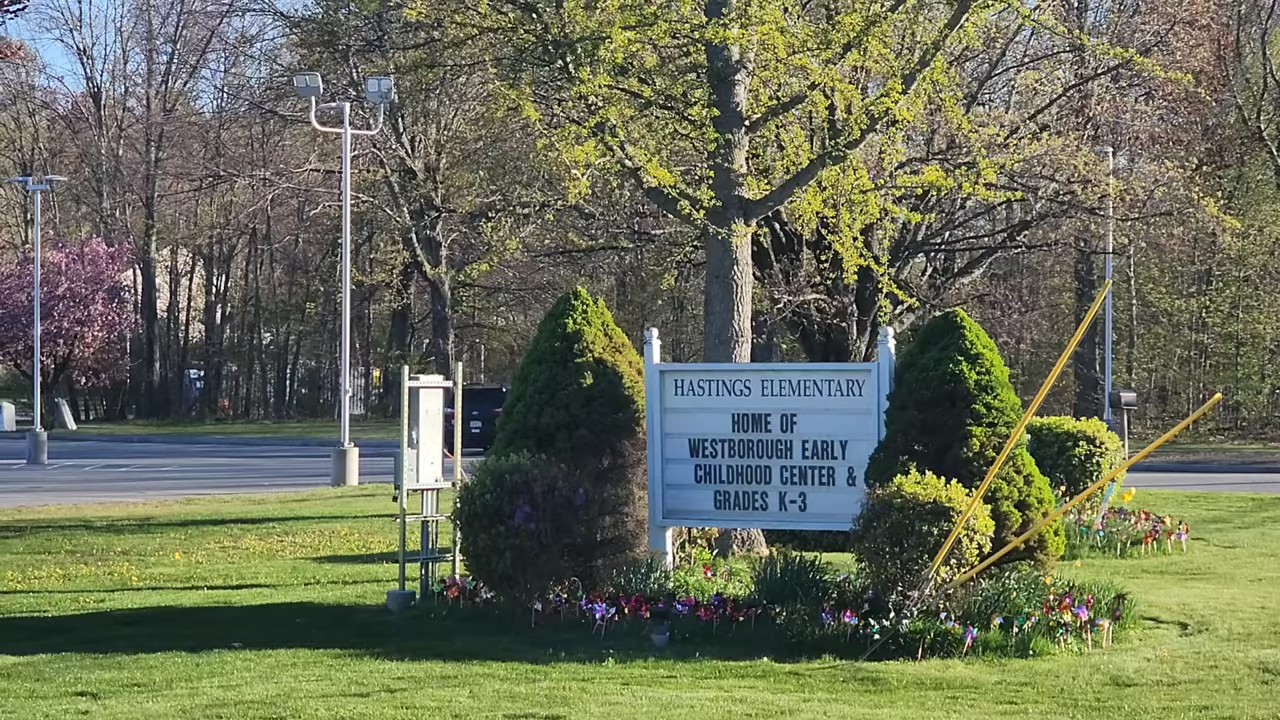 HASTINGS ELEMENTARY
HOME OF
WESTBOROUGH EARLY
CHILDHOOD CENTER &
GRADES K-3